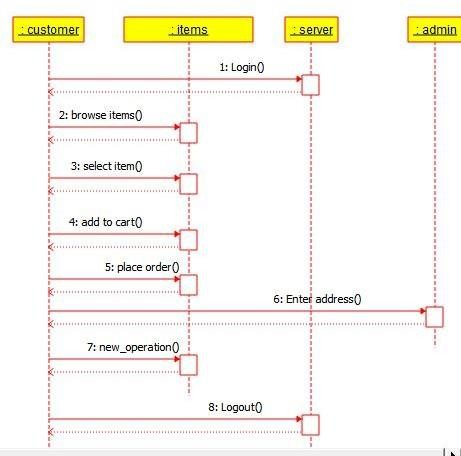 : customer
: items
: server
: admin
1: Login()
2: browse items()
3: select item()
4: add to cart()
5: place order()
6: Enter address()
7: new_operation()
8: Logout()